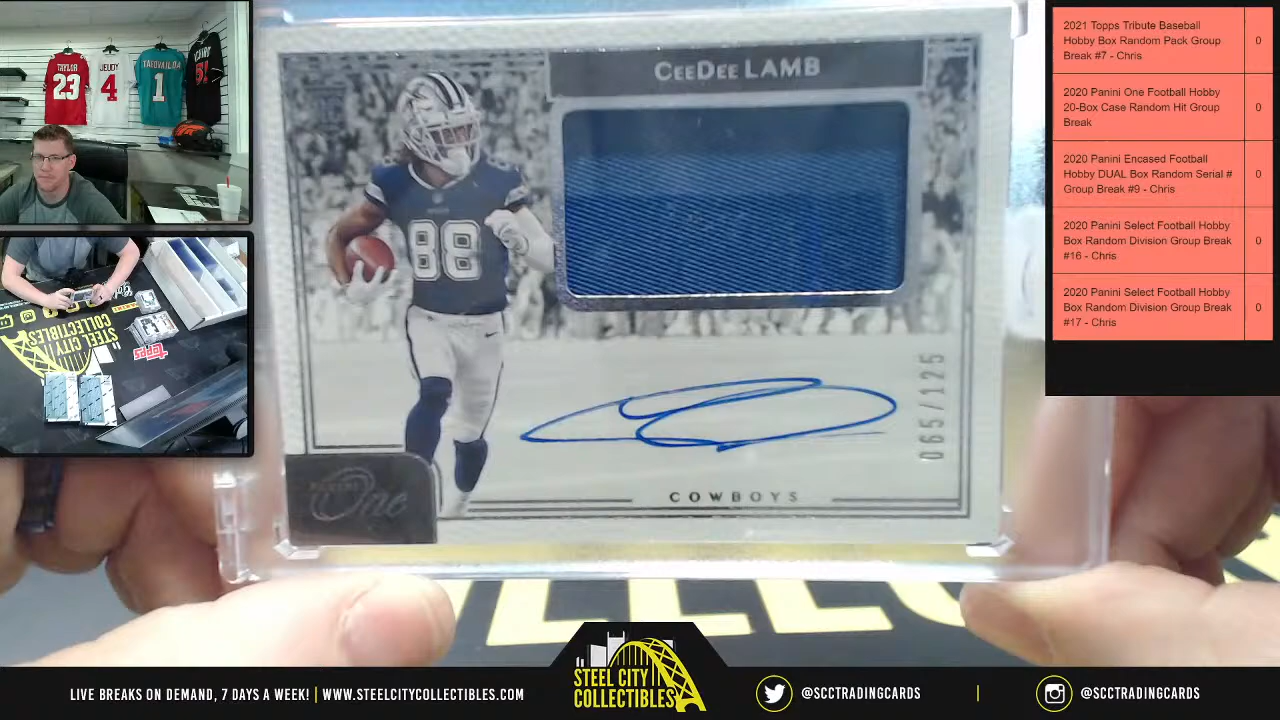 TAYLOR
23
JEUDY
4
TAGOVAILOA
1
51
STEEL CITY
COLLECTIBLES
topps
CEEDEE LAMB
88
065/125
COWBOYS
PANINI
One
2021 Topps Tribute Baseball
Hobby Box Random Pack Group
Break #7 - Chris
0
2020 Panini One Football Hobby
20-Box Case Random Hit Group
Break
0
2020 Panini Encased Football
Hobby DUAL Box Random Serial #
Group Break #9 - Chris
0
2020 Panini Select Football Hobby
Box Random Division Group Break
#16 - Chris
0
2020 Panini Select Football Hobby
Box Random Division Group Break
#17 - Chris
0
LIVE BREAKS ON DEMAND, 7 DAYS A WEEK! | WWW.STEELCITYCOLLECTIBLES.COM
STEEL CITY
COLLECTIBLES
@SCCTRADINGCARDS
@SCCTRADINGCARDS